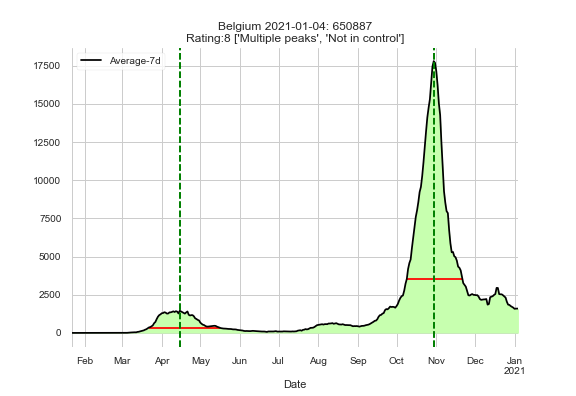 Belgium 2021-01-04: 650887
Rating:8 ['Multiple peaks', 'Not in control']
Average-7d
17500
15000
12500
10000
7500
5000
2500
0
Feb Mar Apr May Jun Jul Aug Sep Oct Nov Dec Jan
2021
Date